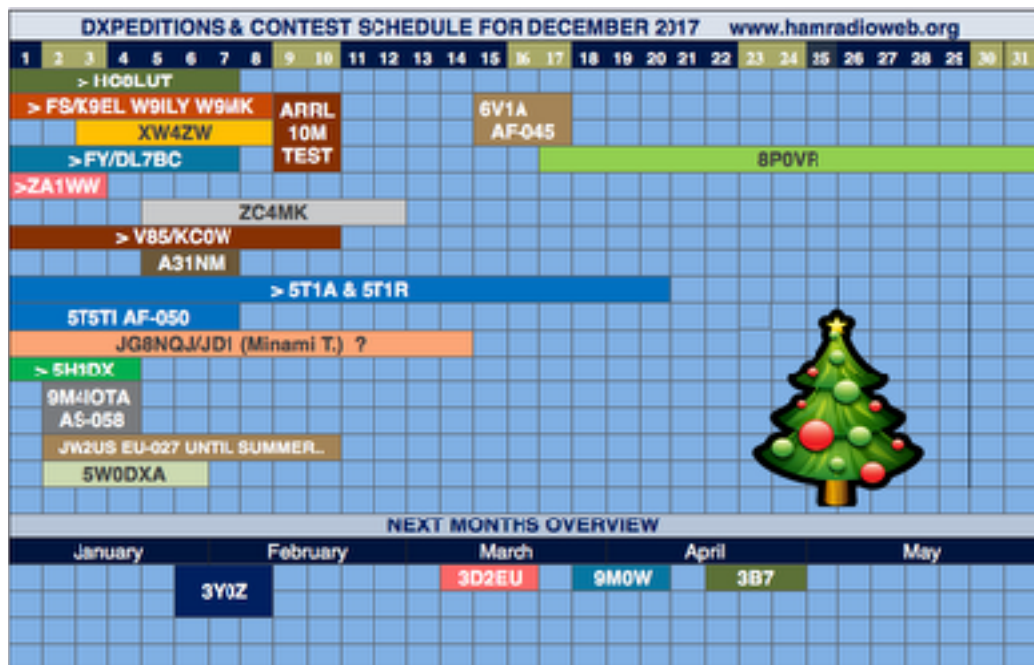 DXPEDITIONS & CONTEST SCHEDULE FOR DECEMBER 2017 www.hamradioweb.org
1 2 3 4 5 6 7 8 9 10 11 12 13 14 15 16 17 18 19 20 21 22 23 24 25 26 27 28 29 30 31
> HC8LUT
> FS/K9EL W9ILY W9MK
ARRL
10M
TEST
6V1A
AF-045
XW4ZW
>FY/DL7BC
8P0VR
>ZA1WW
ZC4MK
> V85/KC0W
A31NM
> 5T1A & 5T1R
5T5TI AF-050
JG8NQJ/JD1 (Minami T.) ?
> 5H1DX
9M4IOTA
AS-058
JW2US EU-027 UNTIL SUMMER..
5W0DXA
NEXT MONTHS OVERVIEW
January February March April May
3Y0Z
3D2EU
9M0W
3B7